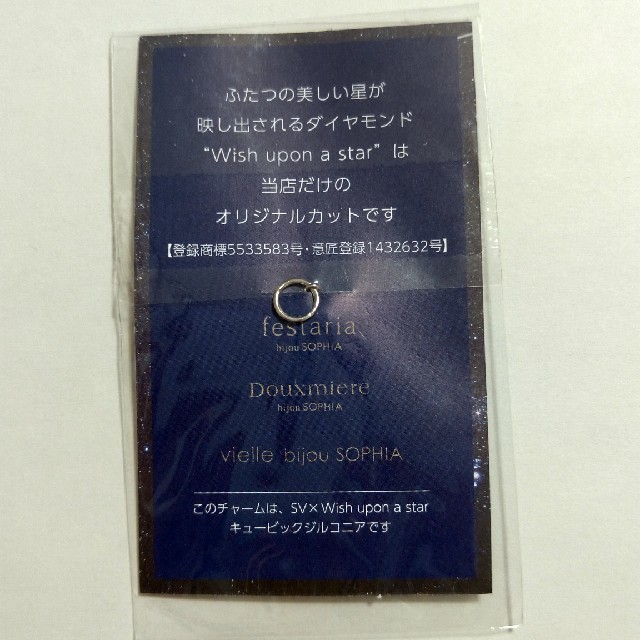 ふたつの美しい星が
映し出されるダイヤモンド
“Wish upon a star” は
当店だけの
オリジナルカットです
【登録商標5533583号・意匠登録1432632号】
festaria
bijou SOPHIA
Douxmiere
bijou SOPHIA
vielle bijou SOPHIA
このチャームは、SV×Wish upon a star
キュービックジルコニアです